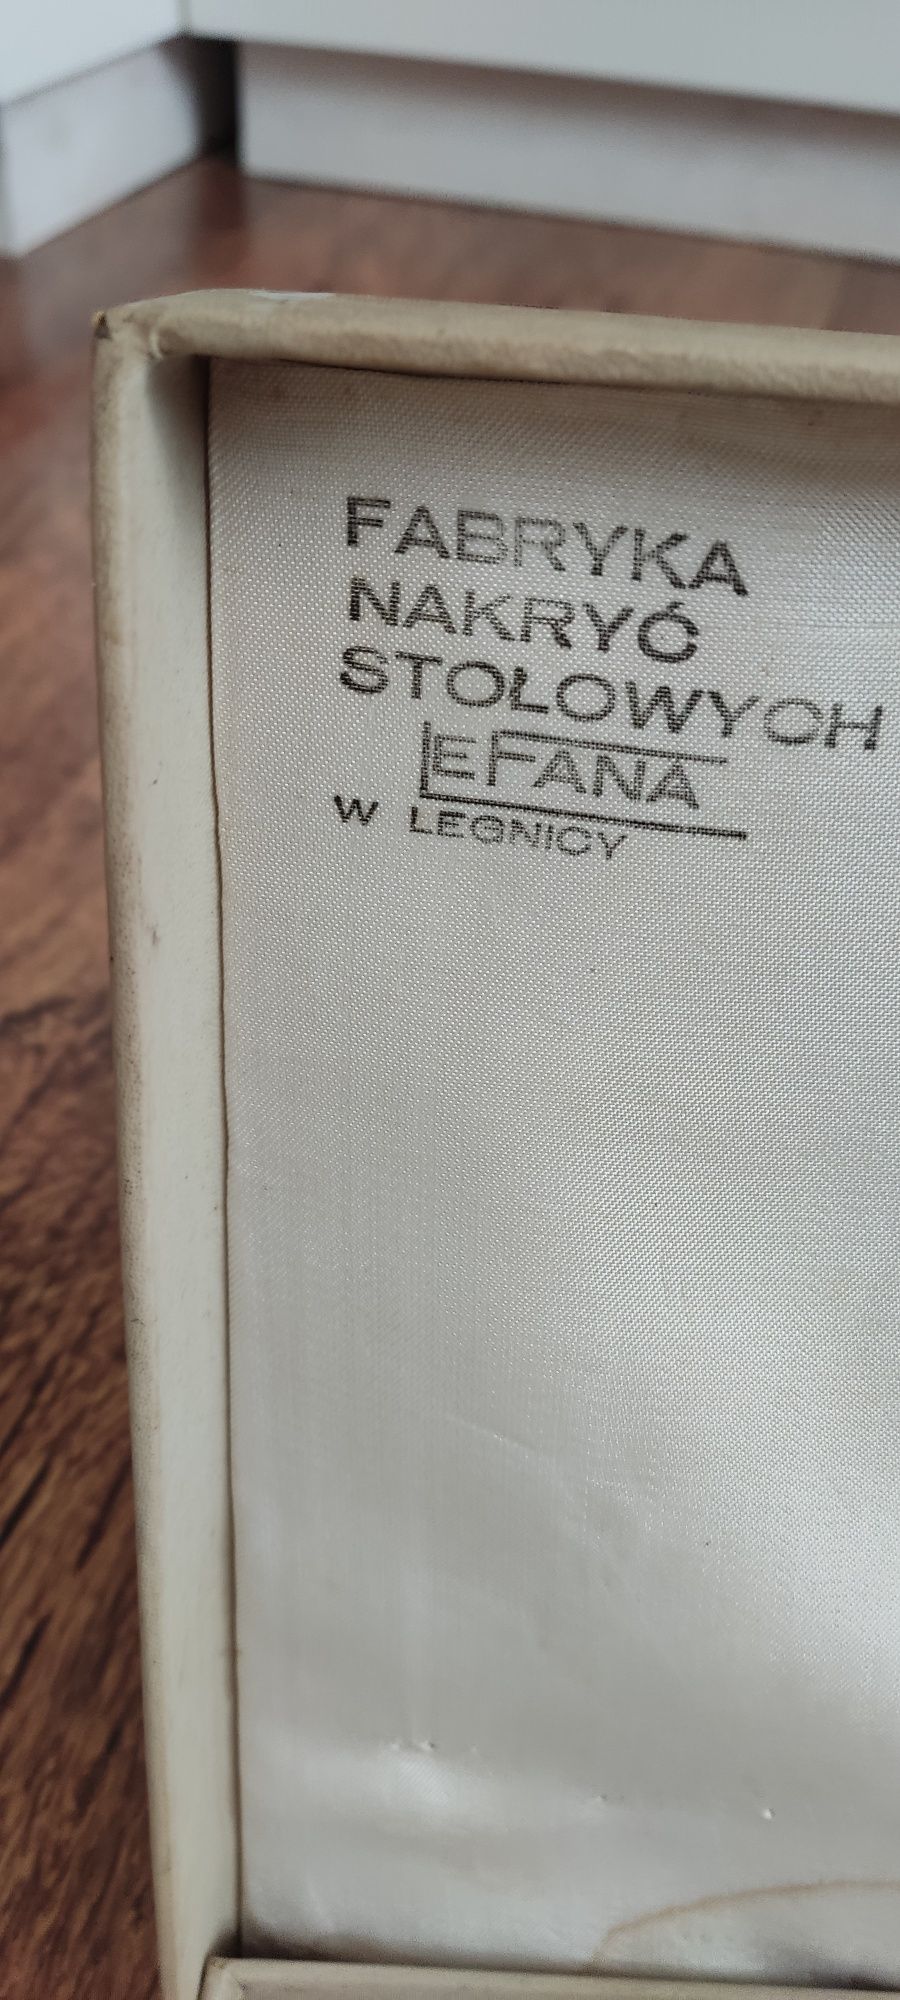 FABRYKA
NAKRYĆ
STOŁOWYCH
LEFANA
W LEGNICY